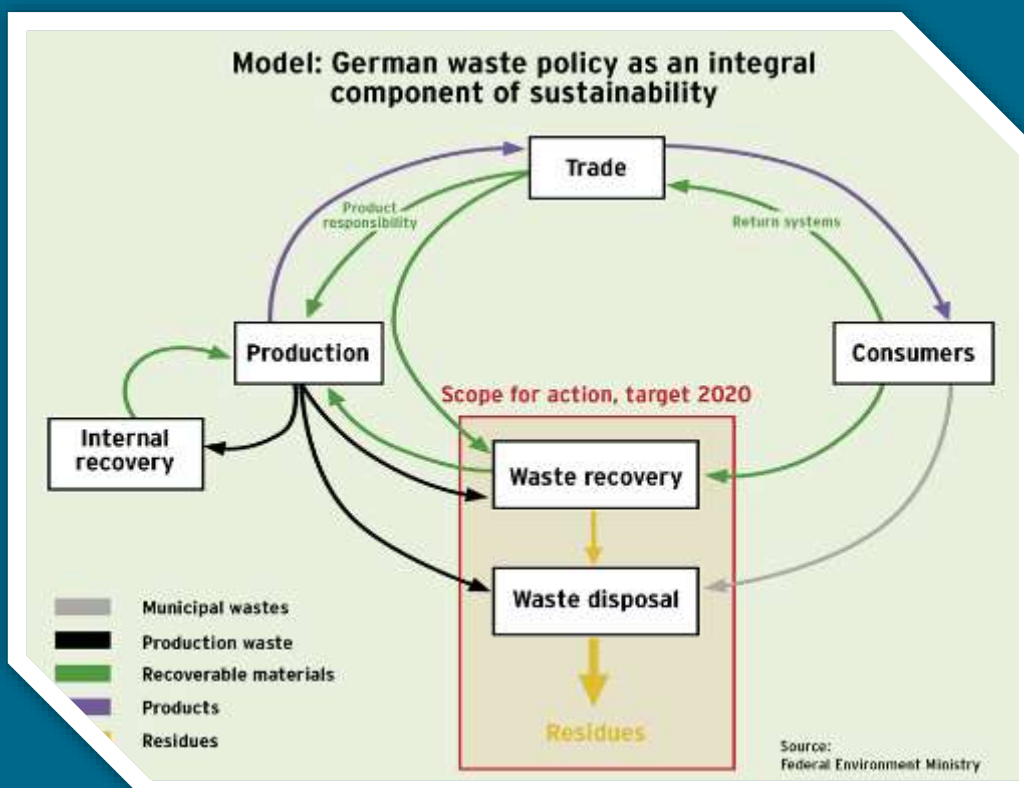 Model: German waste policy as an integral
component of sustainability
Trade
Product
responsibility
Return systems
Production
Consumers
Scope for action, target 2020
Internal
recovery
Waste recovery
Waste disposal
Municipal wastes
Production waste
Recoverable materials
Products
Residues
Residues
Source:
Federal Environment Ministry